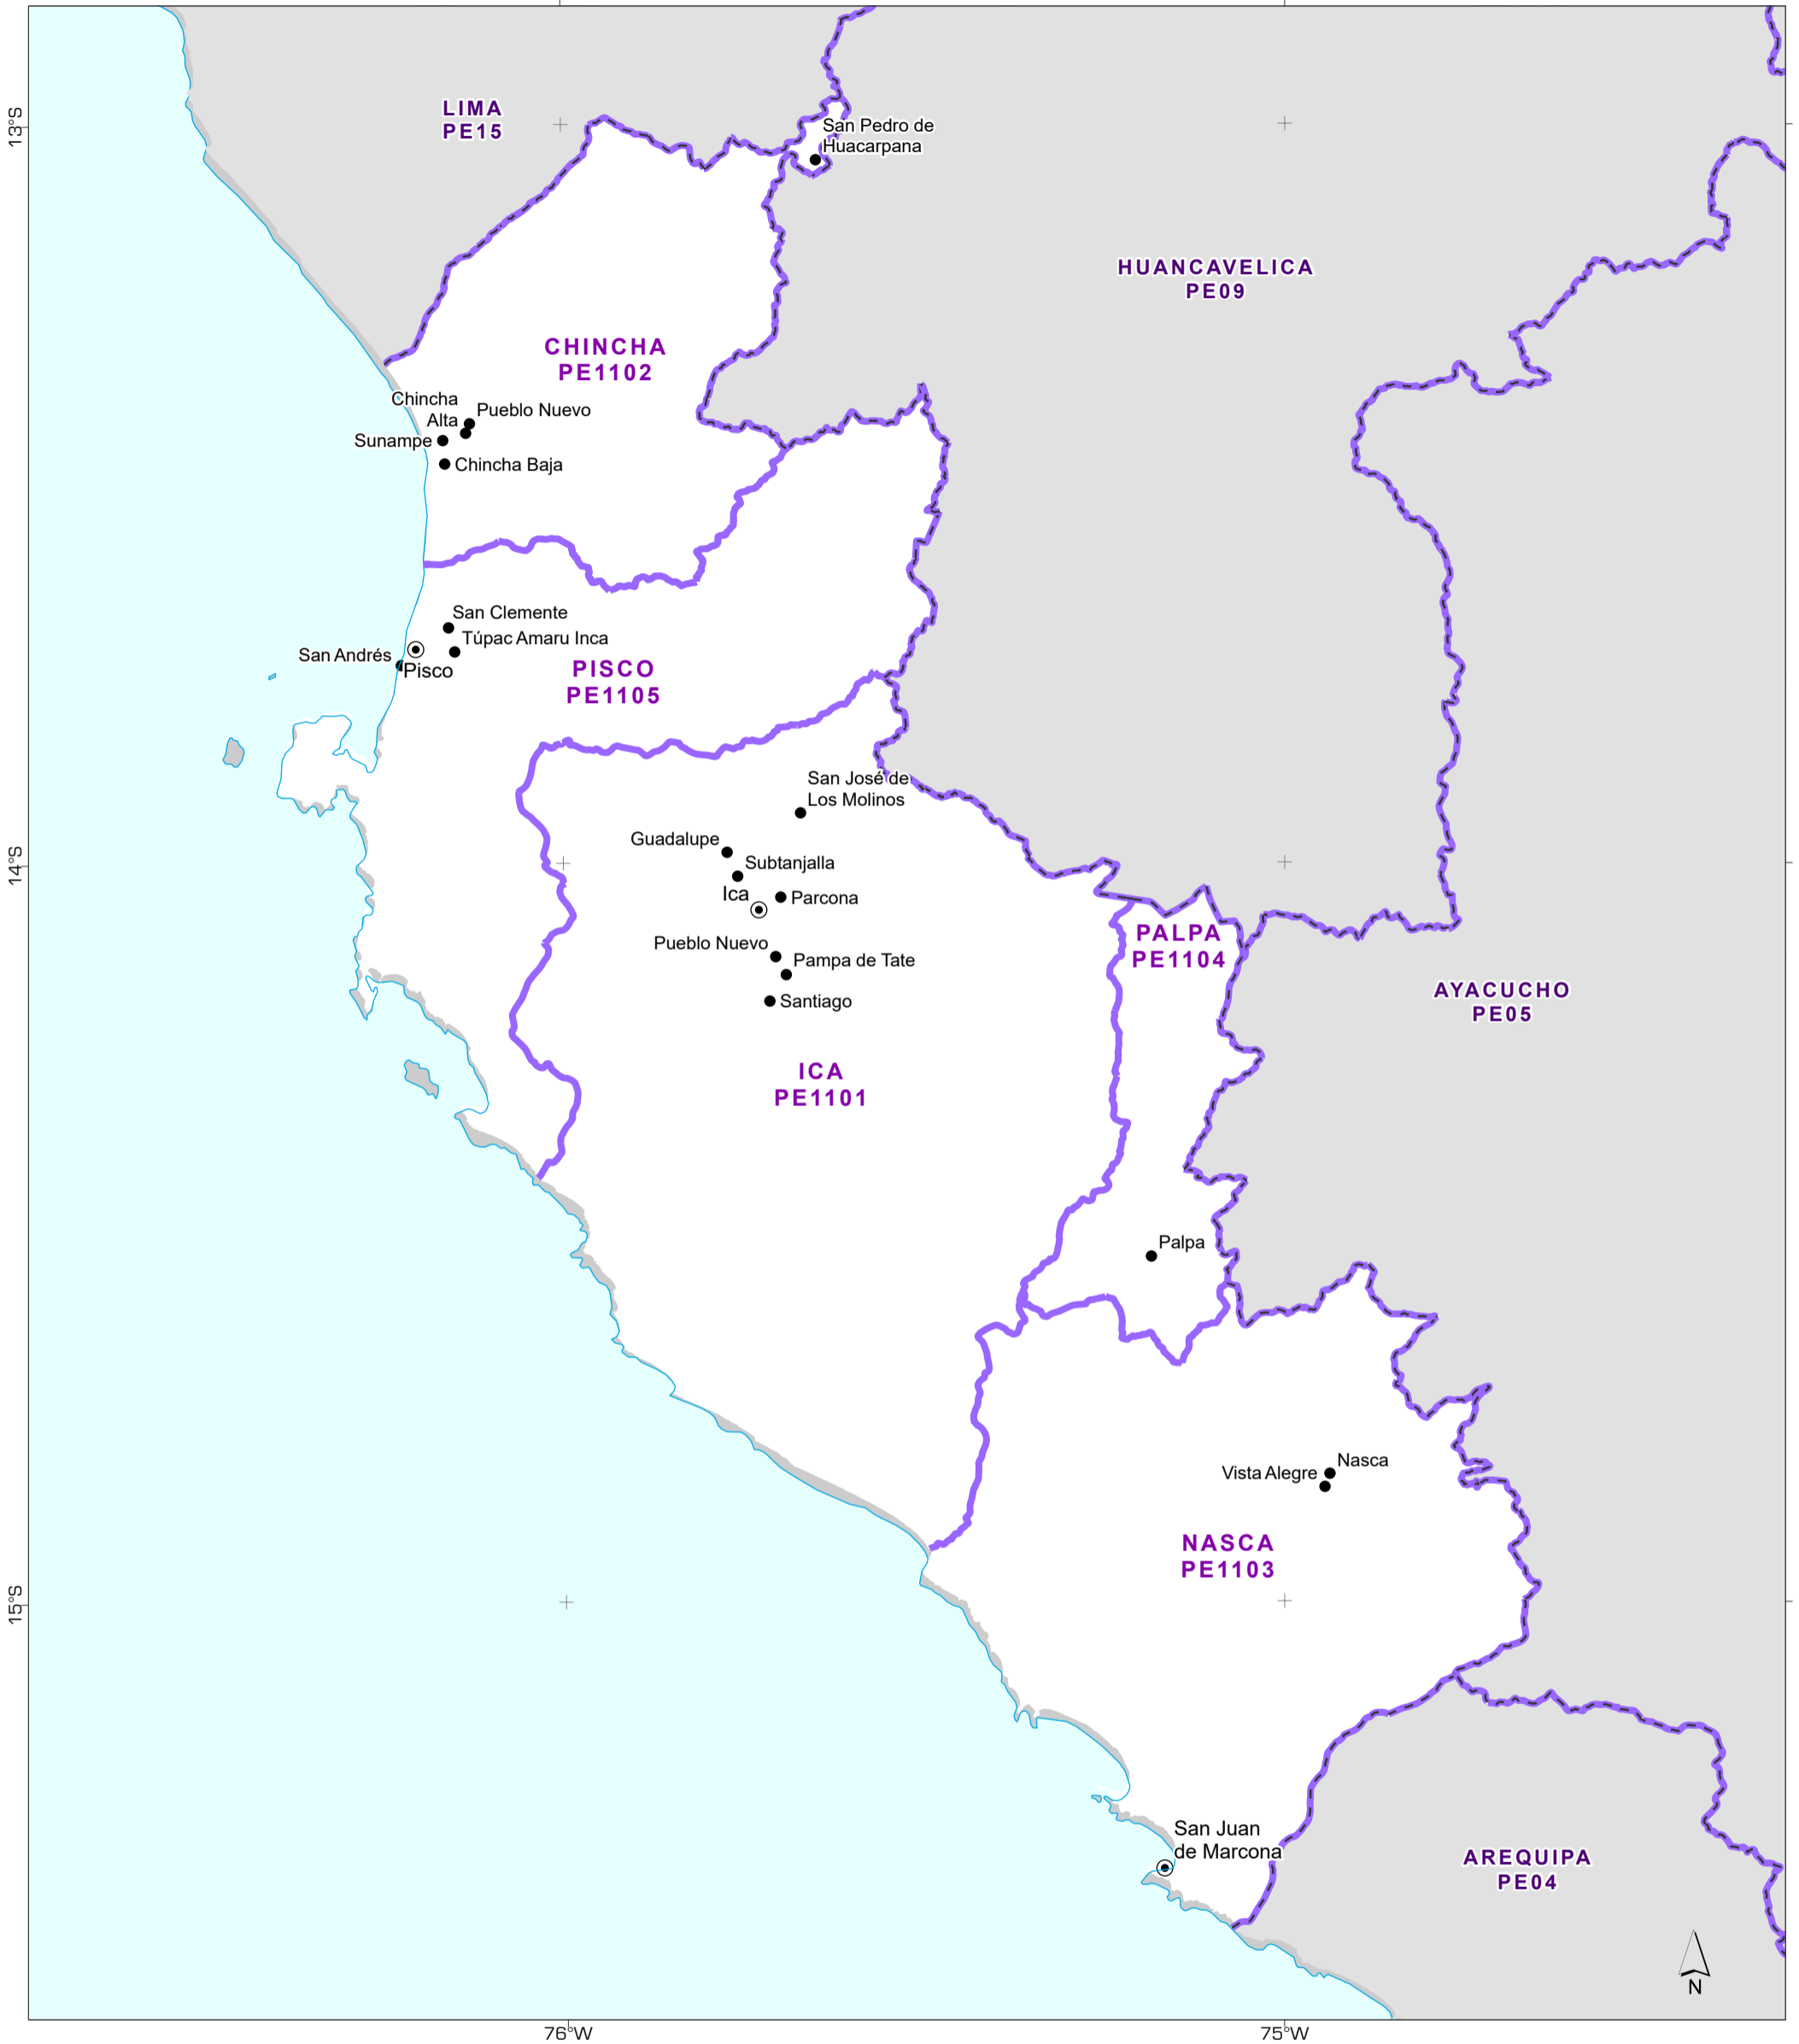 13°S
LIMA
PE15
San Pedro de
Huacarpana
HUANCAVELICA
PE09
CHINCHA
PE1102
Chincha
Alta
Pueblo Nuevo
Sunampe
Chincha Baja
San Clemente
Túpac Amaru Inca
San Andrés
Pisco
PISCO
PE1105
San José de
Los Molinos
Guadalupe
14°S
Subtanjalla
Ica
Parcona
PALPA
PE1104
Pueblo Nuevo
Pampa de Tate
Santiago
AYACUCHO
PE05
ICA
PE1101
Palpa
Nasca
Vista Alegre
NASCA
PE1103
15°S
San Juan
de Marcona
AREQUIPA
PE04
N
76°W
75°W